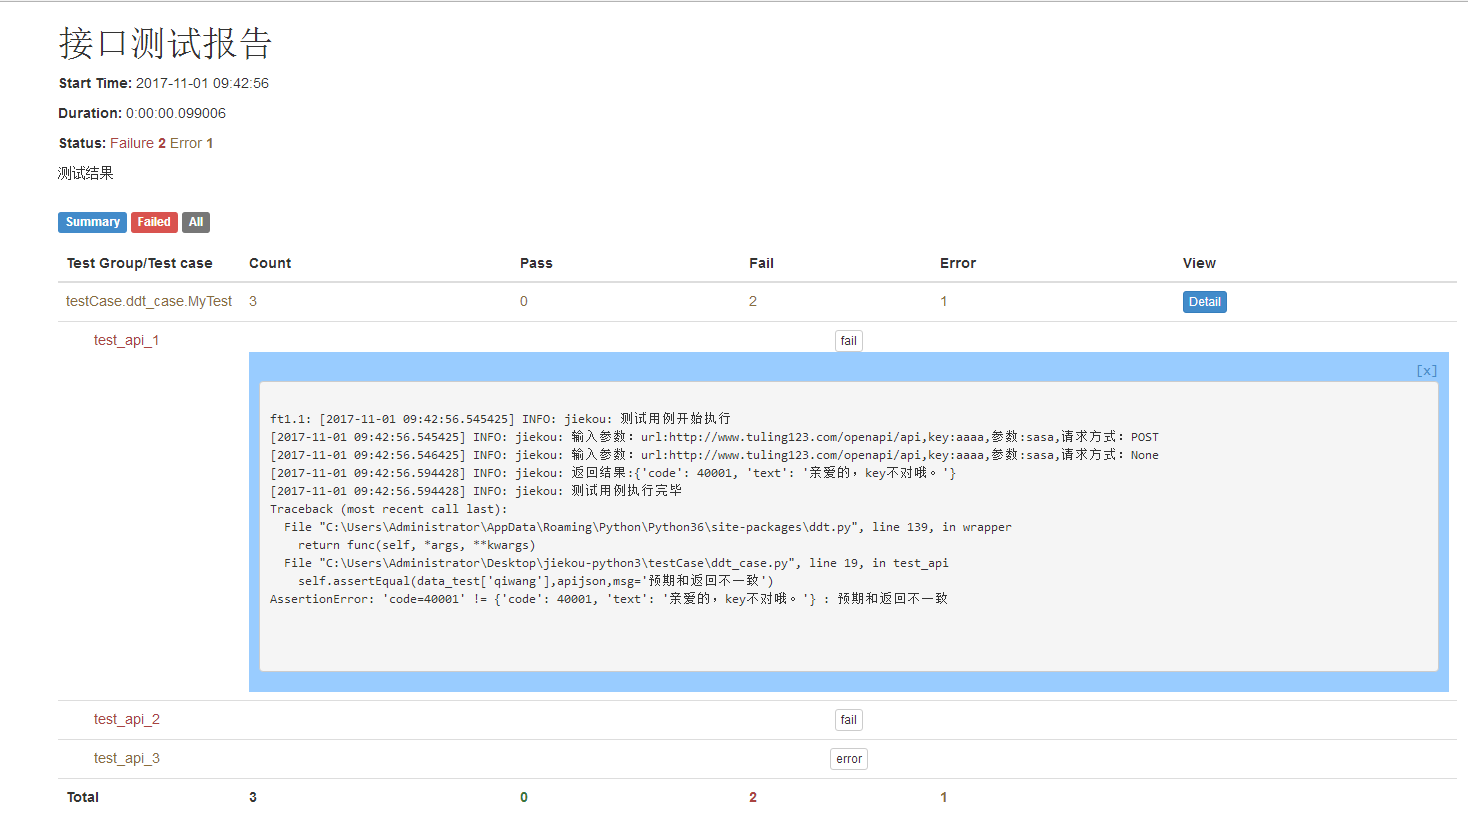 接口测试报告
Start Time: 2017-11-01 09:42:56
Duration: 0:00:00.099006
Status: Failure 2 Error 1
测试结果
Summary Failed All
Test Group/Test case Count Pass Fail Error View
testCase.ddt_case.MyTest 3 0 2 1 Detail
test_api_1 fail
[x]
ft1.1: [2017-11-01 09:42:56.545425] INFO: jiekou: 测试用例开始执行
[2017-11-01 09:42:56.545425] INFO: jiekou: 输入参数：url:http://www.tuling123.com/openapi/api,key:aaaa,参数:sasa,请求方式：POST
[2017-11-01 09:42:56.546425] INFO: jiekou: 输入参数：url:http://www.tuling123.com/openapi/api,key:aaaa,参数:sasa,请求方式：None
[2017-11-01 09:42:56.594428] INFO: jiekou: 返回结果:{'code': 40001, 'text': '亲爱的，key不对哦。'}
[2017-11-01 09:42:56.594428] INFO: jiekou: 测试用例执行完毕
Traceback (most recent call last):
  File "C:\Users\Administrator\AppData\Roaming\Python\Python36\site-packages\ddt.py", line 139, in wrapper
    return func(self, *args, **kwargs)
  File "C:\Users\Administrator\Desktop\jiekou-python3\testCase\ddt_case.py", line 19, in test_api
    self.assertEqual(data_test['qiwang'],apijson,msg='预期和返回不一致')
AssertionError: 'code=40001' != {'code': 40001, 'text': '亲爱的，key不对哦。'} : 预期和返回不一致
test_api_2 fail
test_api_3 error
Total 3 0 2 1